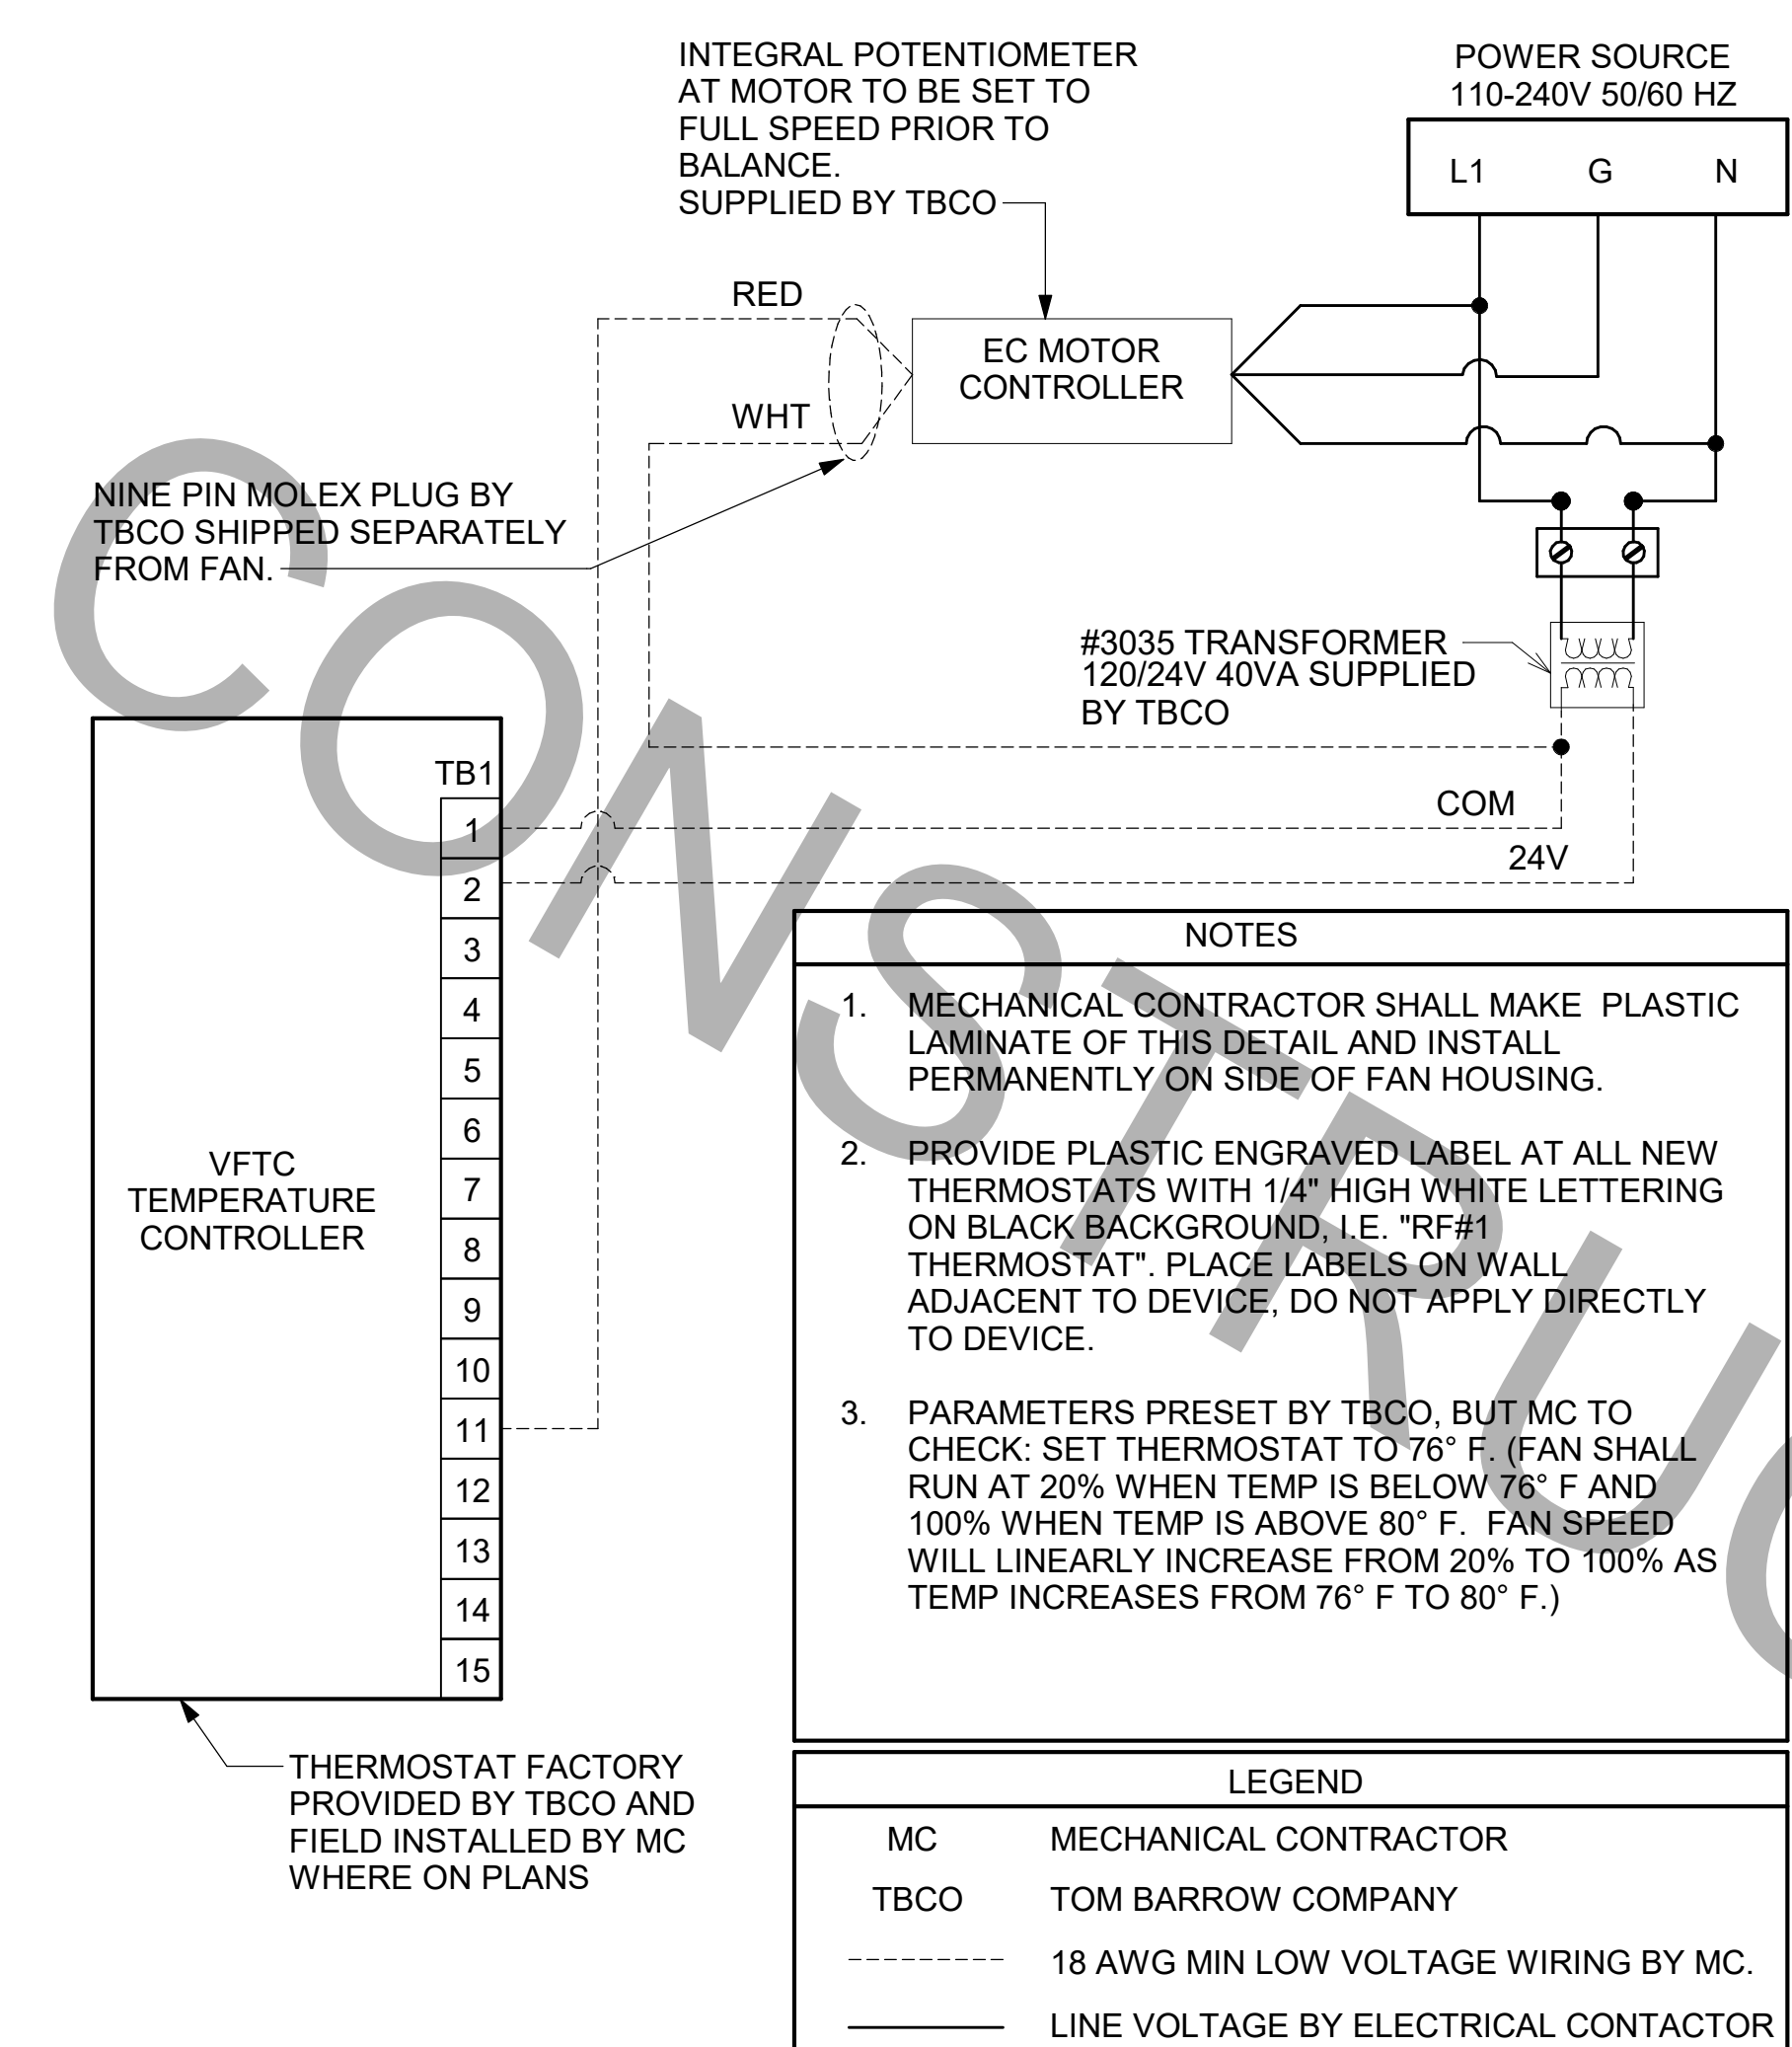 INTEGRAL POTENTIOMETER
AT MOTOR TO BE SET TO
FULL SPEED PRIOR TO
BALANCE.
SUPPLIED BY TBCO
POWER SOURCE
110-240V 50/60 HZ
L1 G N
RED
EC MOTOR
CONTROLLER
WHT
NINE PIN MOLEX PLUG BY
TBCO SHIPPED SEPARATELY
FROM FAN.
#3035 TRANSFORMER
120/24V 40VA SUPPLIED
BY TBCO
COM
24V
TB1
1
2
3
4
5
6
7
8
9
10
11
12
13
14
15
VFTC
TEMPERATURE
CONTROLLER
THERMOSTAT FACTORY
PROVIDED BY TBCO AND
FIELD INSTALLED BY MC
WHERE ON PLANS
NOTES
1. MECHANICAL CONTRACTOR SHALL MAKE PLASTIC
LAMINATE OF THIS DETAIL AND INSTALL
PERMANENTLY ON SIDE OF FAN HOUSING.
2. PROVIDE PLASTIC ENGRAVED LABEL AT ALL NEW
THERMOSTATS WITH 1/4" HIGH WHITE LETTERING
ON BLACK BACKGROUND, I.E. "RF#1
THERMOSTAT". PLACE LABELS ON WALL
ADJACENT TO DEVICE, DO NOT APPLY DIRECTLY
TO DEVICE.
3. PARAMETERS PRESET BY TBCO, BUT MC TO
CHECK: SET THERMOSTAT TO 76° F. (FAN SHALL
RUN AT 20% WHEN TEMP IS BELOW 76° F AND
100% WHEN TEMP IS ABOVE 80° F. FAN SPEED
WILL LINEARLY INCREASE FROM 20% TO 100% AS
TEMP INCREASES FROM 76° F TO 80° F.)
LEGEND
MC MECHANICAL CONTRACTOR
TBCO TOM BARROW COMPANY
18 AWG MIN LOW VOLTAGE WIRING BY MC.
LINE VOLTAGE BY ELECTRICAL CONTACTOR
CONSTRUC